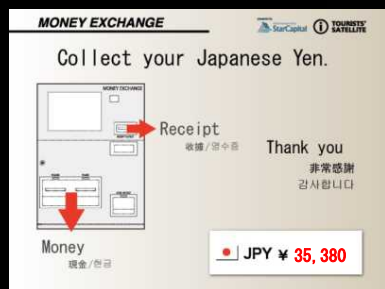 MONEY EXCHANGE
StarCapital
TOURISTS' SATELLITE
Collect your Japanese Yen.
MONEY EXCHANGE
Receipt
收據/영수증
Thank you
非常感謝
감사합니다
Money
現金/현금
JPY ¥ 35,380